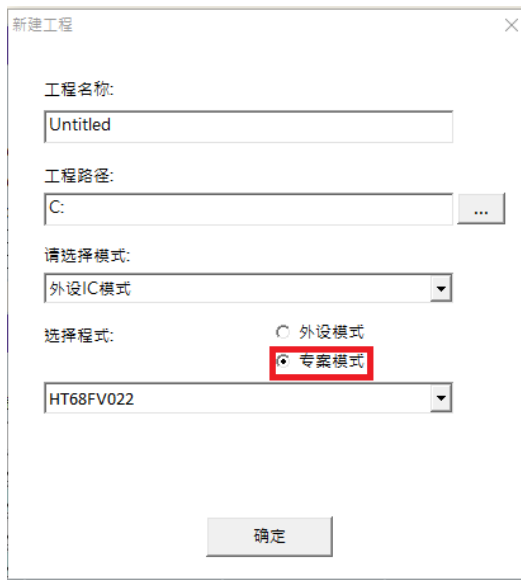 新建工程
工程名称:
Untitled
工程路径:
C:
...
请选择模式:
外设IC模式
选择程式:
外设模式
专案模式
HT68FV022
确定